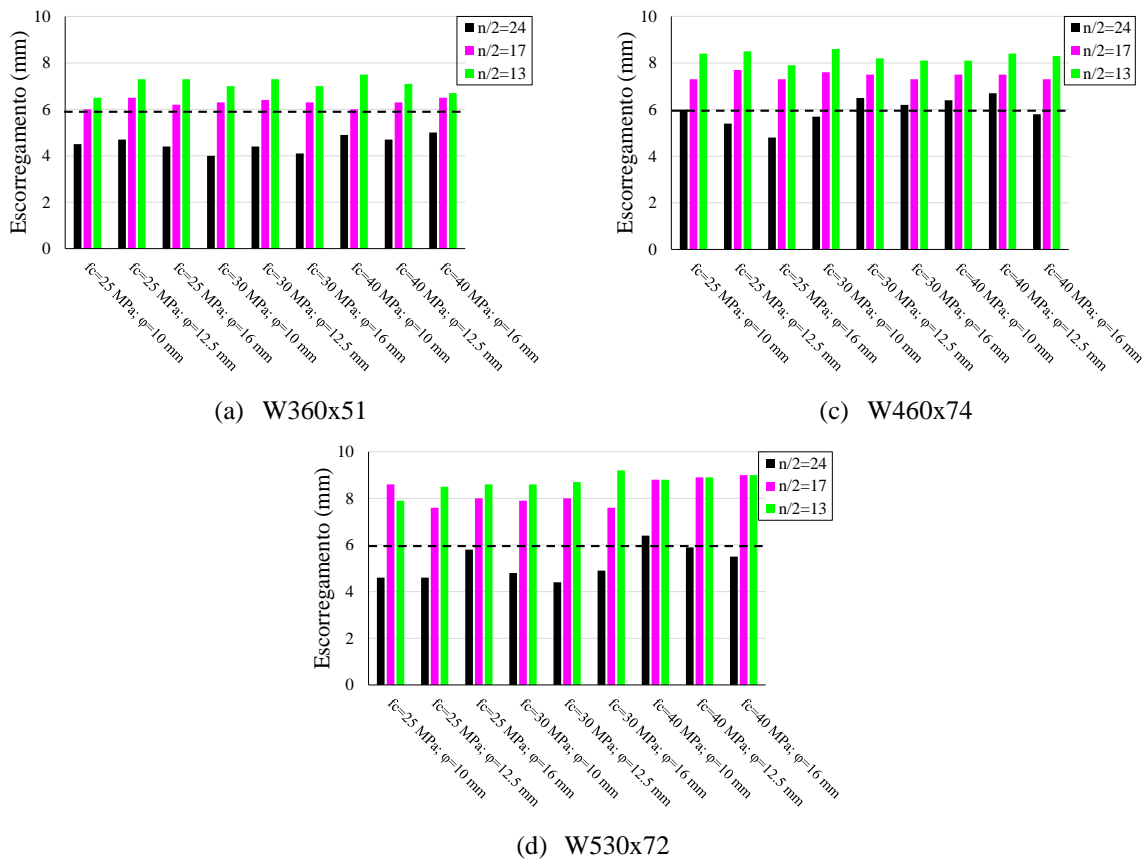 Escorregamento (mm)
10
8
6
4
2
0
n/2=24
n/2=17
n/2=13
fc=25 MPa; φ=10 mm
fc=25 MPa; φ=12.5 mm
fc=25 MPa; φ=16 mm
fc=30 MPa; φ=10 mm
fc=30 MPa; φ=12.5 mm
fc=30 MPa; φ=16 mm
fc=40 MPa; φ=10 mm
fc=40 MPa; φ=12.5 mm
fc=40 MPa; φ=16 mm
(a) W360x51
Escorregamento (mm)
10
8
6
4
2
0
n/2=24
n/2=17
n/2=13
fc=25 MPa; φ=10 mm
fc=25 MPa; φ=12.5 mm
fc=25 MPa; φ=16 mm
fc=30 MPa; φ=10 mm
fc=30 MPa; φ=12.5 mm
fc=30 MPa; φ=16 mm
fc=40 MPa; φ=10 mm
fc=40 MPa; φ=12.5 mm
fc=40 MPa; φ=16 mm
(c) W460x74
Escorregamento (mm)
10
8
6
4
2
0
n/2=24
n/2=17
n/2=13
fc=25 MPa; φ=10 mm
fc=25 MPa; φ=12.5 mm
fc=25 MPa; φ=16 mm
fc=30 MPa; φ=10 mm
fc=30 MPa; φ=12.5 mm
fc=30 MPa; φ=16 mm
fc=40 MPa; φ=10 mm
fc=40 MPa; φ=12.5 mm
fc=40 MPa; φ=16 mm
(d) W530x72